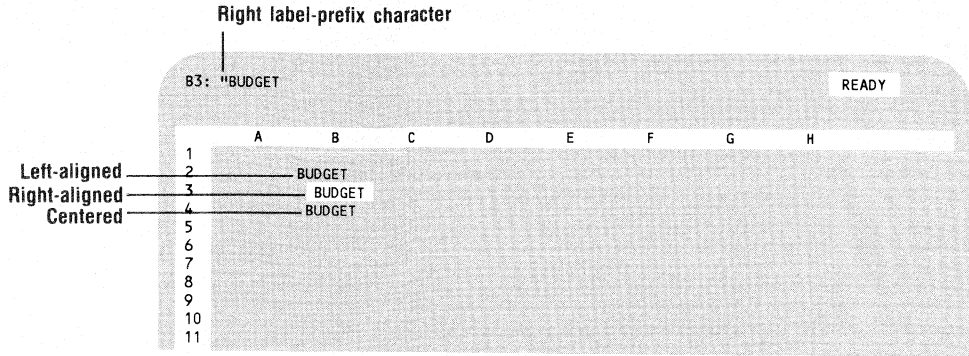 Right label-prefix character
B3: "BUDGET
READY
A B C D E F G H
1
Left-aligned 2 BUDGET
Right-aligned 3 BUDGET
Centered 4 BUDGET
5
6
7
8
9
10
11